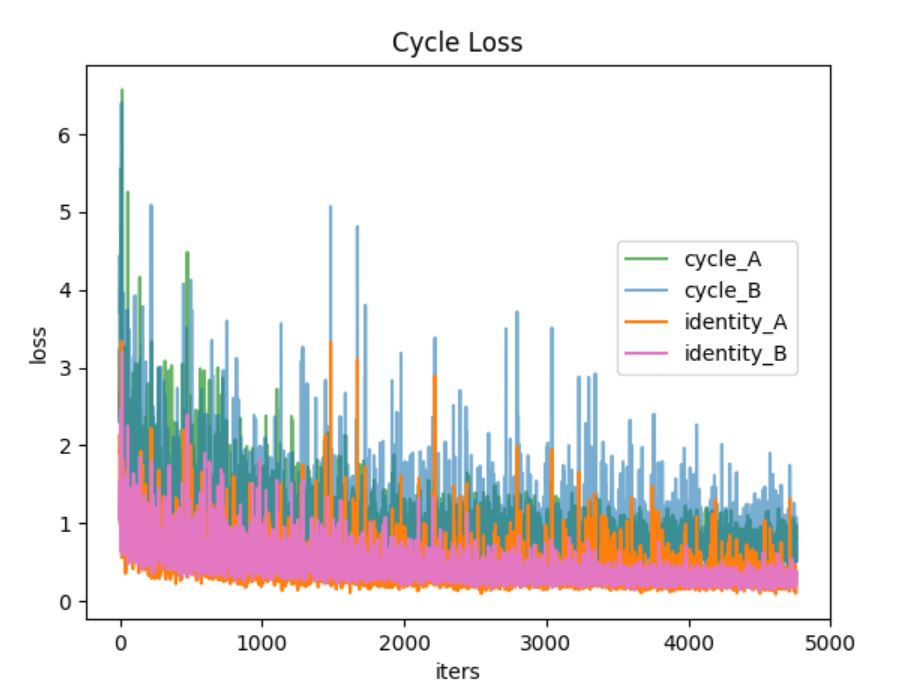 Cycle Loss
6
5
4
3
2
1
0
loss
cycle_A
cycle_B
identity_A
identity_B
0 1000 2000 3000 4000 5000
iters